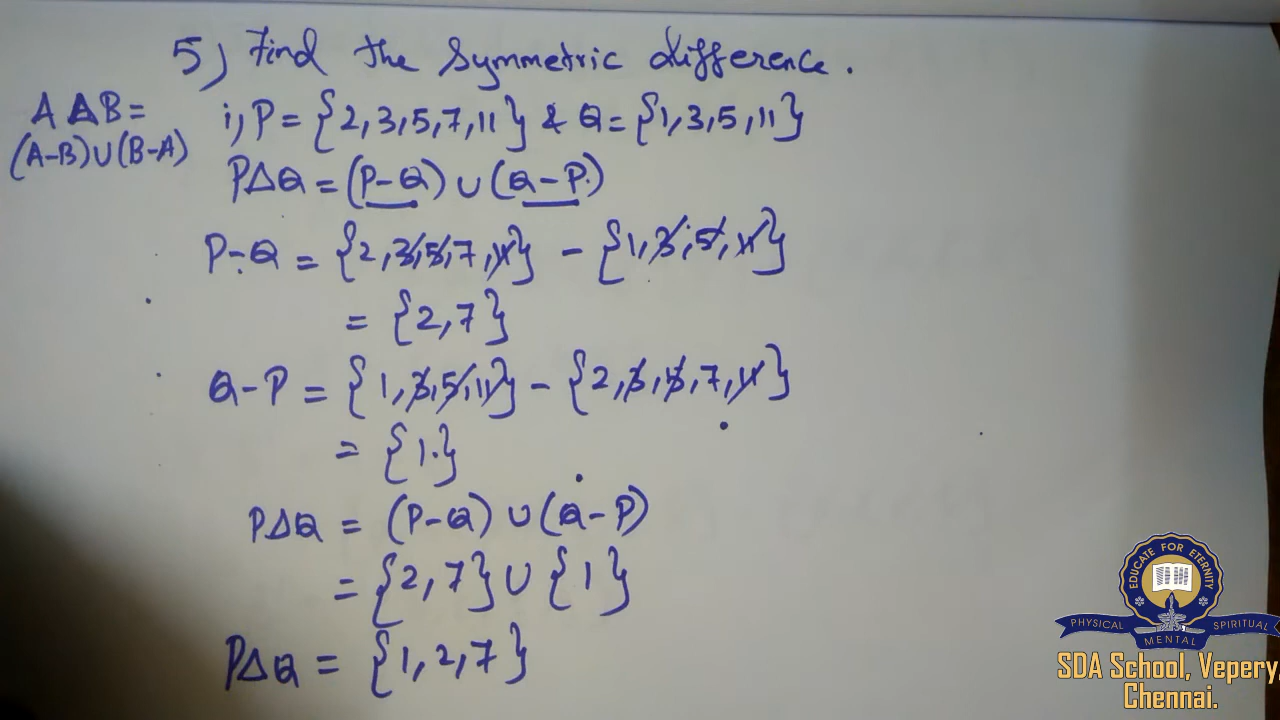 5) Find the Symmetric difference.
A Δ B =
(A-B)∪(B-A)
i, P = {2,3,5,7,11} & Q = {1,3,5,11}
PΔQ = (P-Q) ∪ (Q-P)
P-Q = {2,3,5,7,11} - {1,3,5,11}
= {2,7}
Q-P = {1,3,5,11} - {2,3,5,7,11}
= {1}
PΔQ = (P-Q) ∪ (Q-P)
= {2,7} ∪ {1}
PΔQ = {1,2,7}
EDUCATE FOR ETERNITY
PHYSICAL MENTAL SPIRITUAL
SDA School, Vepery,
Chennai.